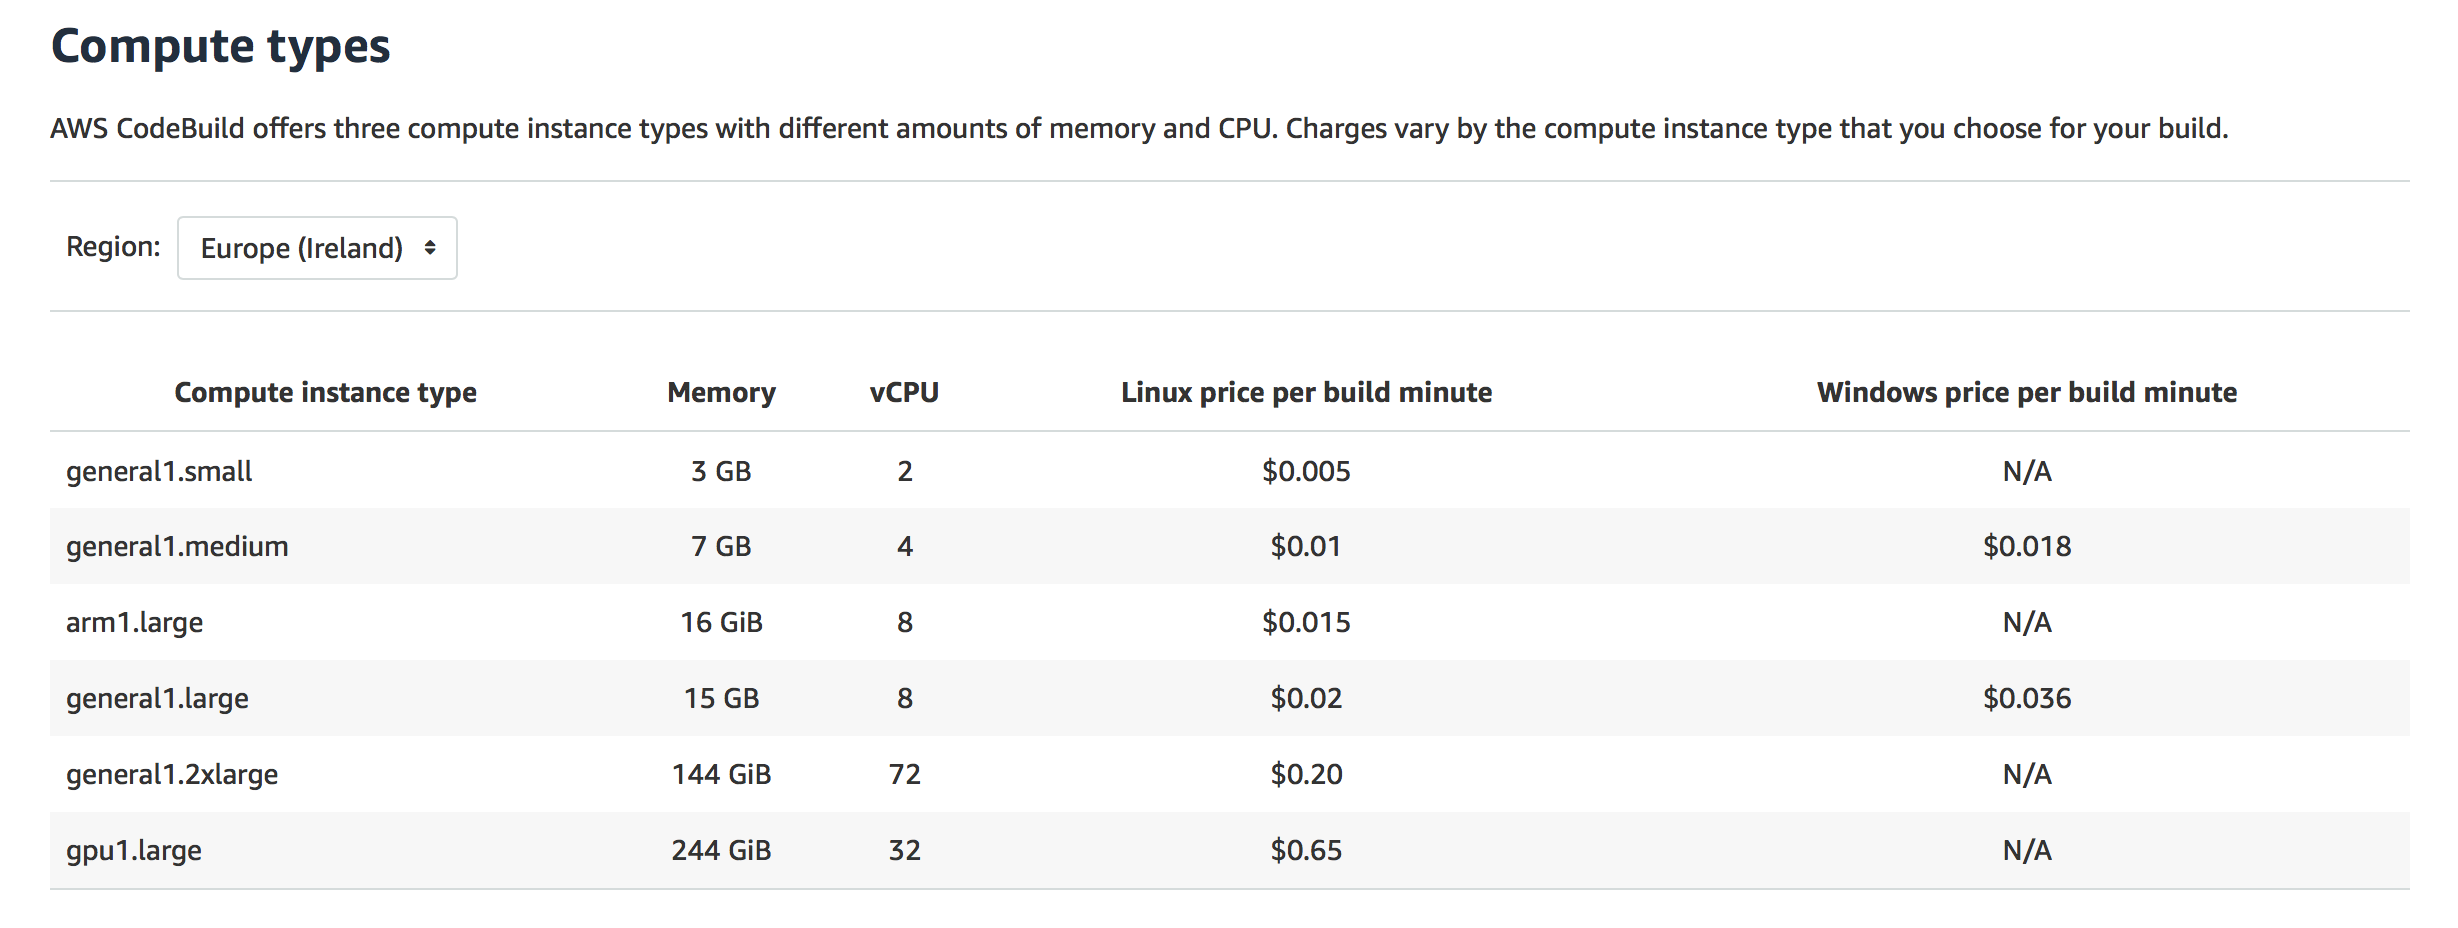 Compute types
AWS CodeBuild offers three compute instance types with different amounts of memory and CPU. Charges vary by the compute instance type that you choose for your build.
Region: Europe (Ireland)
Compute instance type Memory vCPU Linux price per build minute Windows price per build minute
general1.small 3 GB 2 $0.005 N/A
general1.medium 7 GB 4 $0.01 $0.018
arm1.large 16 GiB 8 $0.015 N/A
general1.large 15 GB 8 $0.02 $0.036
general1.2xlarge 144 GiB 72 $0.20 N/A
gpu1.large 244 GiB 32 $0.65 N/A